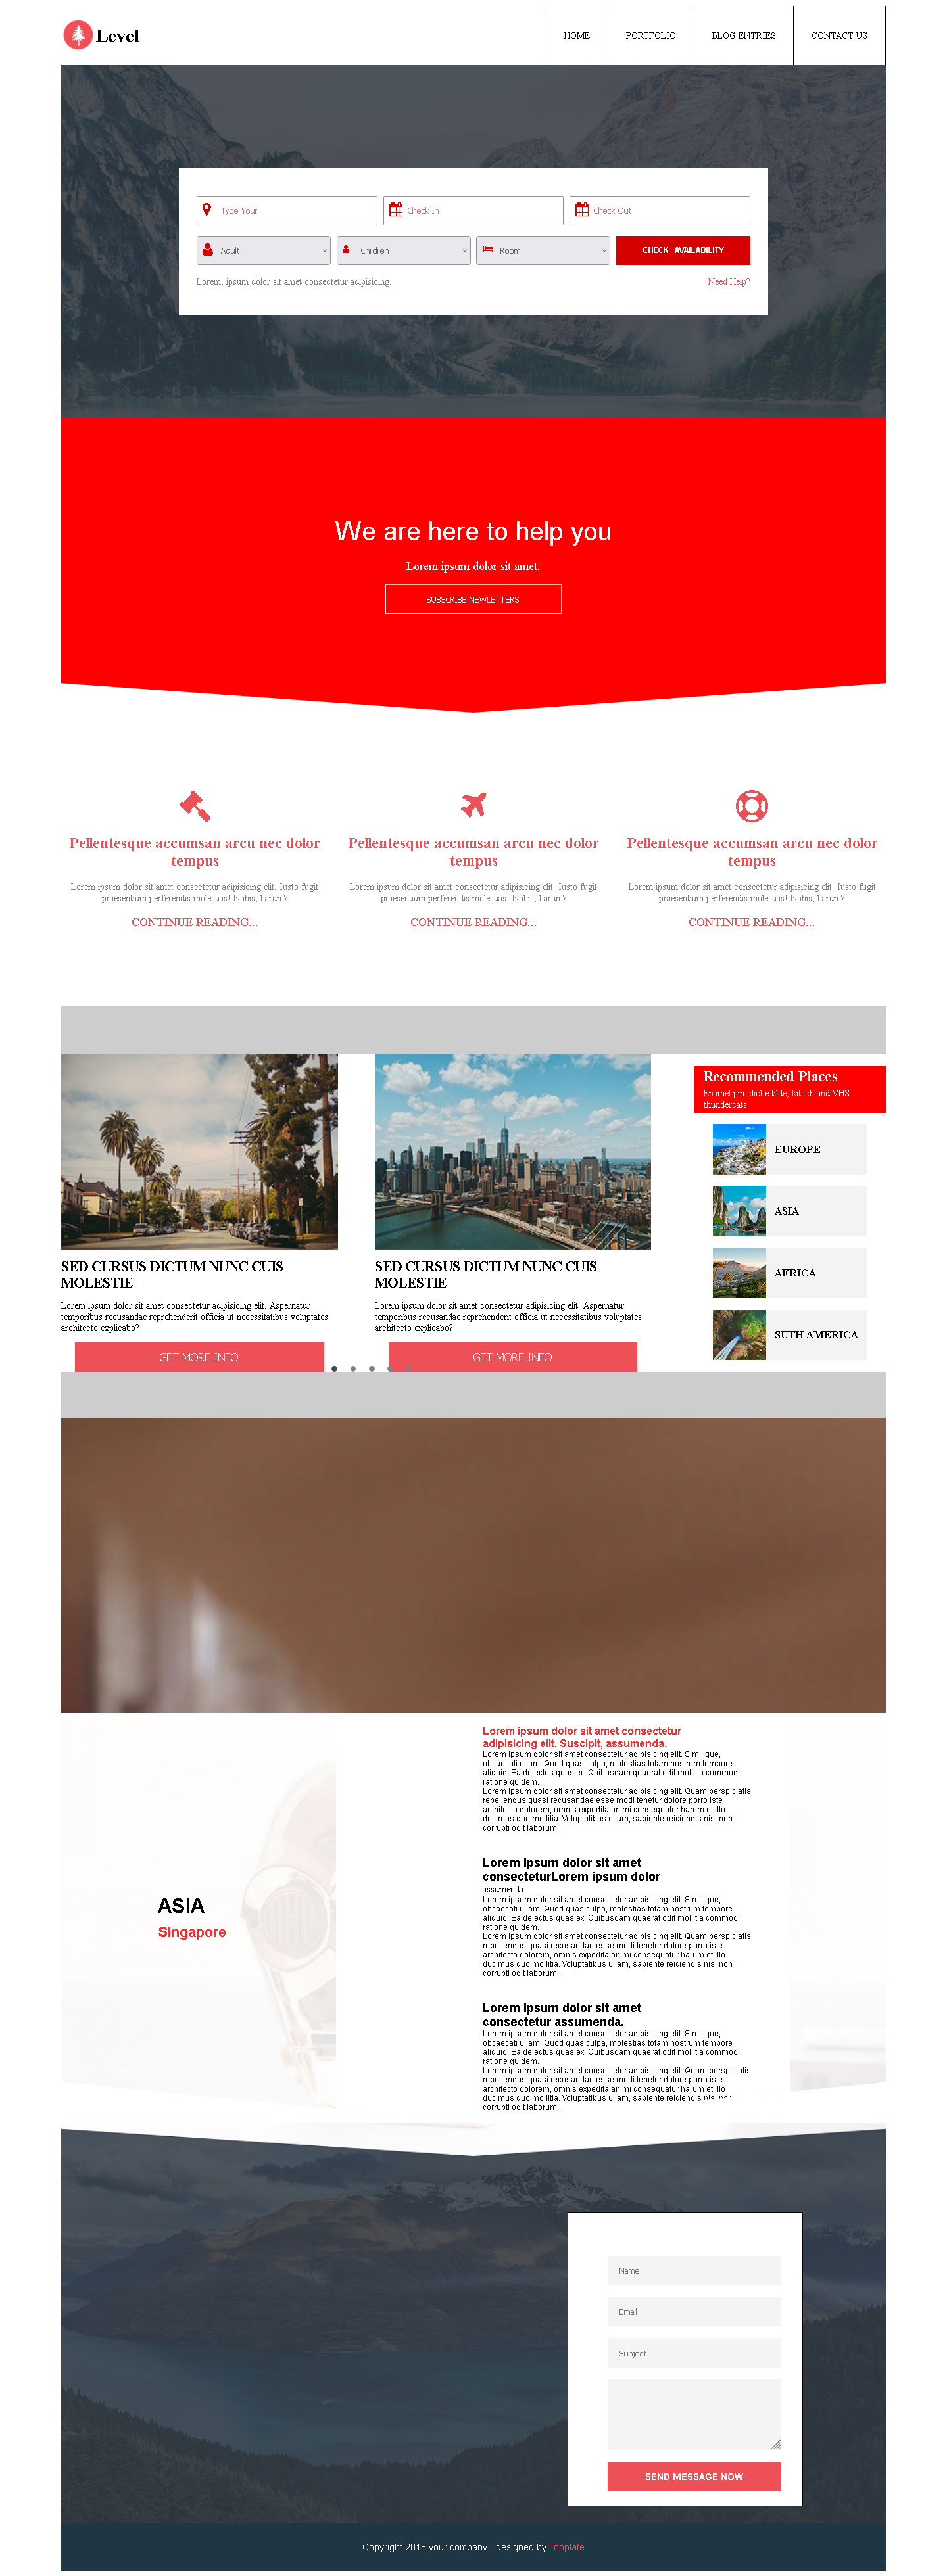 Level
HOME
PORTFOLIO
BLOG ENTRIES
CONTACT US
Type Your
Check In
Check Out
Adult
Children
Room
CHECK AVAILABILITY
Lorem, ipsum dolor sit amet consectetur adipisicing.
Need Help?
We are here to help you
Lorem ipsum dolor sit amet.
SUBSCRIBE NEWLETTERS
Pellentesque accumsan arcu nec dolor
tempus
Lorem ipsum dolor sit amet consectetur adipisicing elit. Iusto fugit
praesentium perferendis molestias! Nobis, harum?
CONTINUE READING...
Pellentesque accumsan arcu nec dolor
tempus
Lorem ipsum dolor sit amet consectetur adipisicing elit. Iusto fugit
praesentium perferendis molestias! Nobis, harum?
CONTINUE READING...
Pellentesque accumsan arcu nec dolor
tempus
Lorem ipsum dolor sit amet consectetur adipisicing elit. Iusto fugit
praesentium perferendis molestias! Nobis, harum?
CONTINUE READING...
SED CURSUS DICTUM NUNC CUIS
MOLESTIE
Lorem ipsum dolor sit amet consectetur adipisicing elit. Aspernatur
temporibus recusandae reprehenderit officia ut necessitatibus voluptates
architecto explicabo?
GET MORE INFO
SED CURSUS DICTUM NUNC CUIS
MOLESTIE
Lorem ipsum dolor sit amet consectetur adipisicing elit. Aspernatur
temporibus recusandae reprehenderit officia ut necessitatibus voluptates
architecto explicabo?
GET MORE INFO
Recommended Places
Enamel pin cliche tilde, kitsch and VHS
thundercats
EUROPE
ASIA
AFRICA
SUTH AMERICA
ASIA
Singapore
Lorem ipsum dolor sit amet consectetur
adipisicing elit. Suscipit, assumenda.
Lorem ipsum dolor sit amet consectetur adipisicing elit. Similique,
obcaecati ullam! Quod quas culpa, molestias totam nostrum tempore
aliquid. Ea delectus quas ex. Quibusdam quaerat odit mollitia commodi
ratione quidem.
Lorem ipsum dolor sit amet consectetur adipisicing elit. Quam perspiciatis
repellendus quasi recusandae esse modi tenetur dolore porro iste
architecto dolorem, omnis expedita animi consequatur harum et illo
ducimus quo mollitia. Voluptatibus ullam, sapiente reiciendis nisi non
corrupti odit laborum.
Lorem ipsum dolor sit amet
consecteturLorem ipsum dolor
assumenda.
Lorem ipsum dolor sit amet consectetur adipisicing elit. Similique,
obcaecati ullam! Quod quas culpa, molestias totam nostrum tempore
aliquid. Ea delectus quas ex. Quibusdam quaerat odit mollitia commodi
ratione quidem.
Lorem ipsum dolor sit amet consectetur adipisicing elit. Quam perspiciatis
repellendus quasi recusandae esse modi tenetur dolore porro iste
architecto dolorem, omnis expedita animi consequatur harum et illo
ducimus quo mollitia. Voluptatibus ullam, sapiente reiciendis nisi non
corrupti odit laborum.
Lorem ipsum dolor sit amet
consectetur assumenda.
Lorem ipsum dolor sit amet consectetur adipisicing elit. Similique,
obcaecati ullam! Quod quas culpa, molestias totam nostrum tempore
aliquid. Ea delectus quas ex. Quibusdam quaerat odit mollitia commodi
ratione quidem.
Lorem ipsum dolor sit amet consectetur adipisicing elit. Quam perspiciatis
repellendus quasi recusandae esse modi tenetur dolore porro iste
architecto dolorem, omnis expedita animi consequatur harum et illo
ducimus quo mollitia. Voluptatibus ullam, sapiente reiciendis
corrupti odit laborum.
Name
Email
Subject
SEND MESSAGE NOW
Copyright 2018 your company - designed by Tooplate